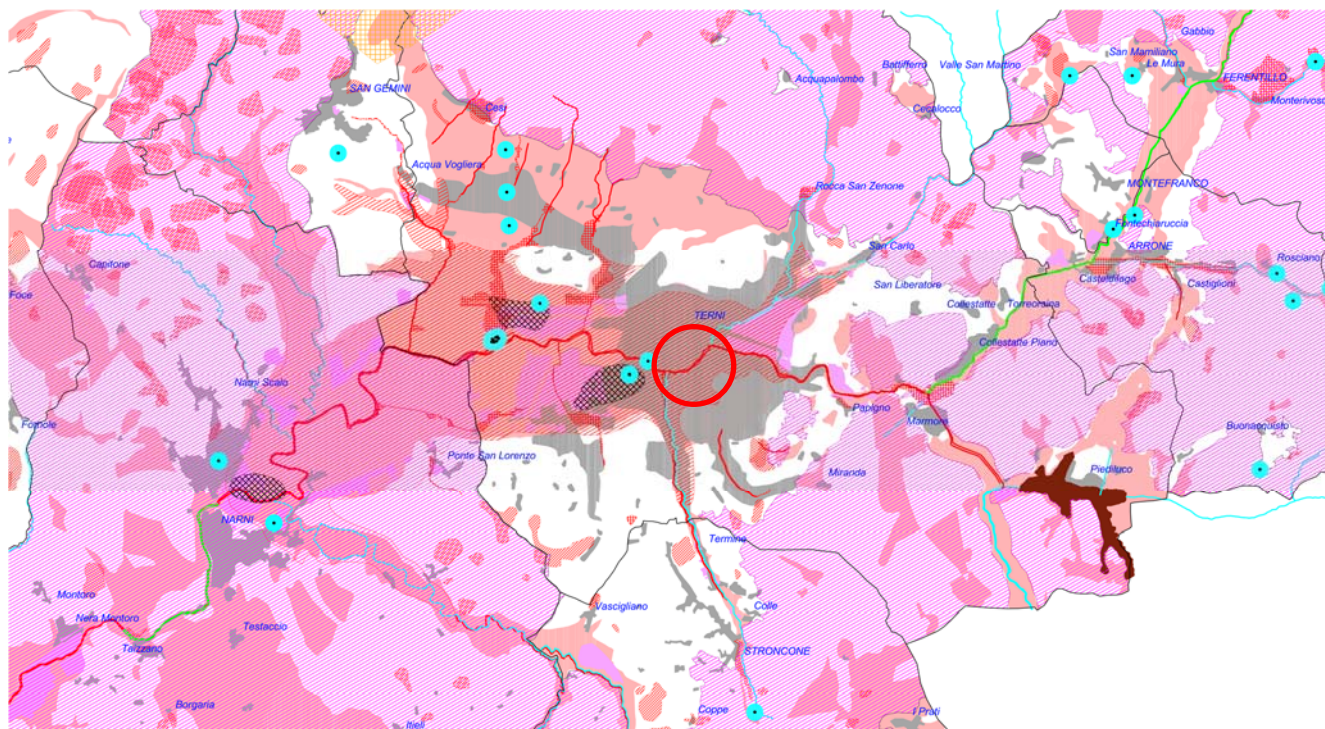 Gabbio
San Mamiliano
Le Mura
Battiferro
Valle San Martino
Acquapalombo
FERENTILLO
SAN GEMINI
Cesi
Monterivoso
Cecalocco
Acqua Vogliera
Rocca San Zenone
MONTEFRANCO
Fontechiaruccia
San Carlo
ARRONE
Rosciano
Capitone
Casteldilago
Castiglioni
San Liberatore
Foce
Collestatte
Torreorsina
TERNI
Collestatte Piano
Narni Scalo
Papigno
Marmore
Fornole
Buonacquisto
Ponte San Lorenzo
Piediluco
Miranda
NARNI
Termine
Montoro
Vascigliano
Colle
Nera Montoro
Testaccio
Taizzano
STRONCONE
Borgaria
Coppe
I Prati
Itieli